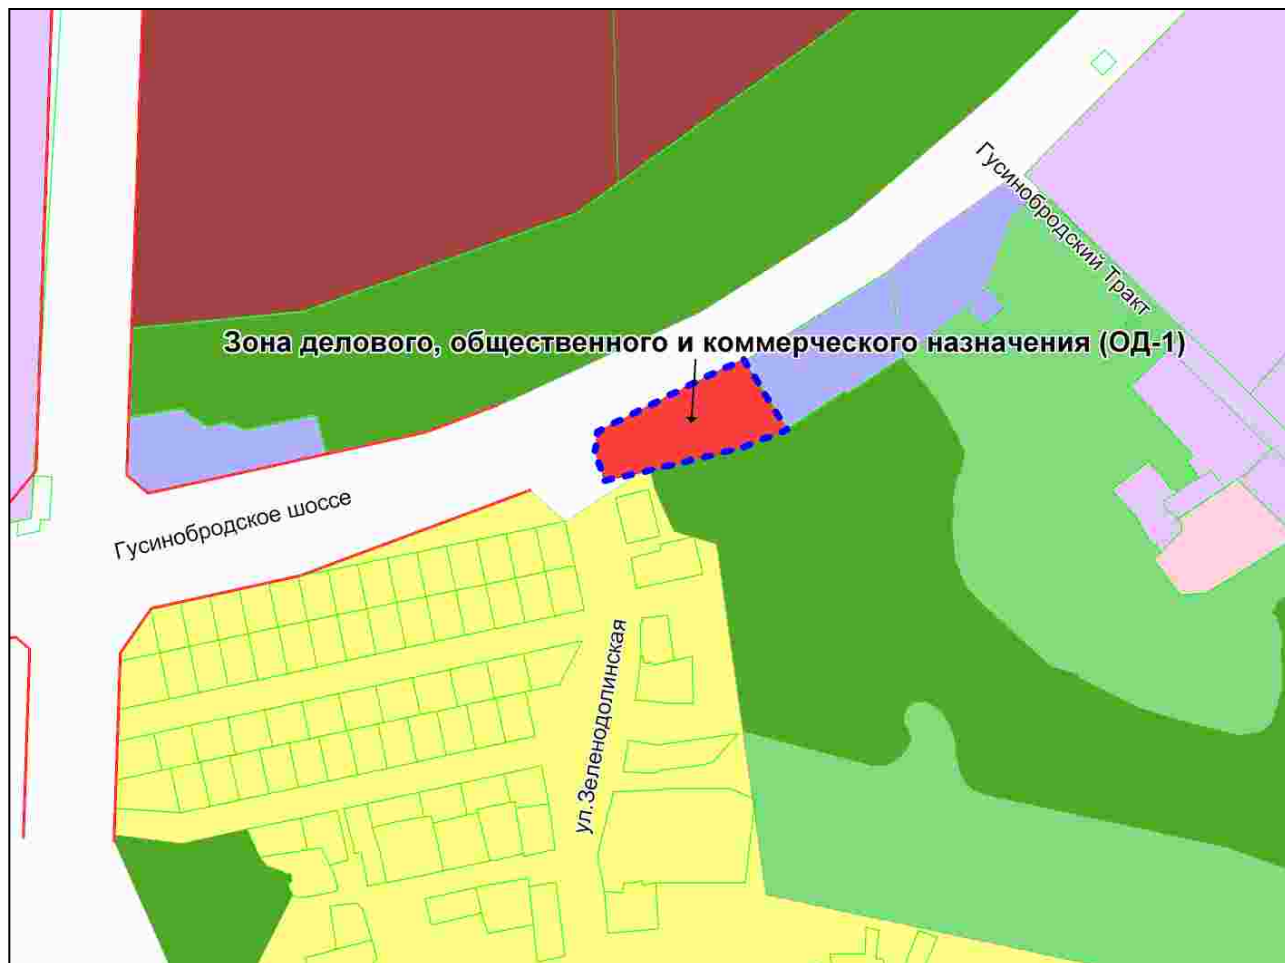 Гусинобродский Тракт
Зона делового, общественного и коммерческого назначения (ОД-1)
Гусинобродское шоссе
ул.Зеленодолинская